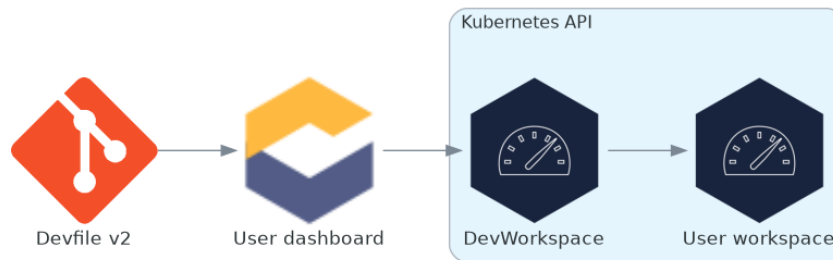 Kubernetes API
Devfile v2
User dashboard
DevWorkspace
User workspace